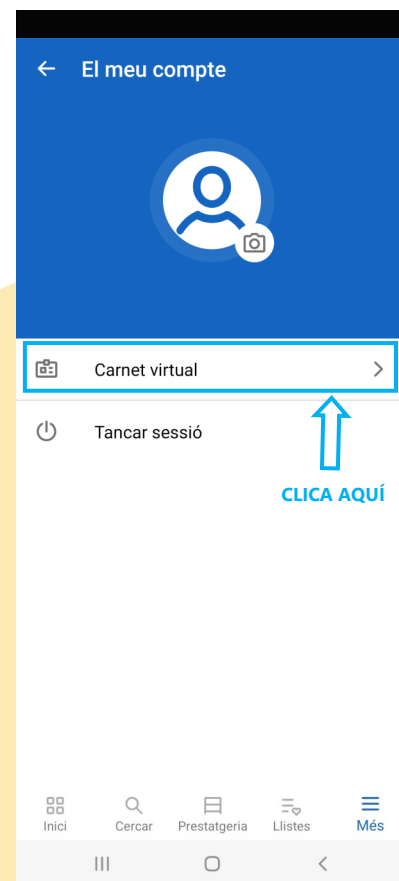 El meu compte
Carnet virtual
Tancar sessió
CLICA AQUÍ
Inici Cercar Prestatgeria Llistes Més